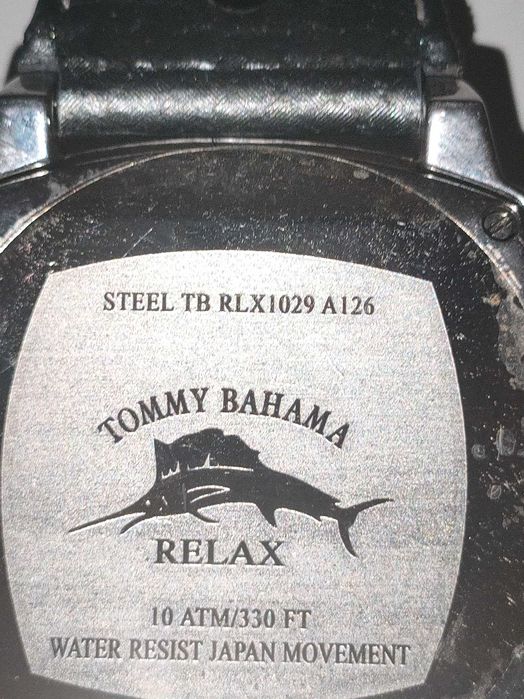 STEEL TB RLX1029 A126
TOMMY BAHAMA
RELAX
10 ATM/330 FT
WATER RESIST JAPAN MOVEMENT